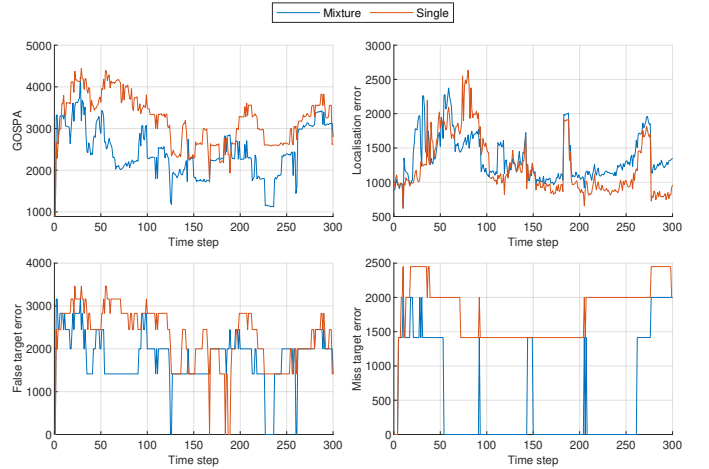 Mixture Single
5000
4000
3000
2000
1000
GOSPA
0 50 100 150 200 250 300
Time step
3000
2500
2000
1500
1000
500
Localisation error
0 50 100 150 200 250 300
Time step
4000
3000
2000
1000
0
False target error
0 50 100 150 200 250 300
Time step
2500
2000
1500
1000
500
0
Miss target error
0 50 100 150 200 250 300
Time step